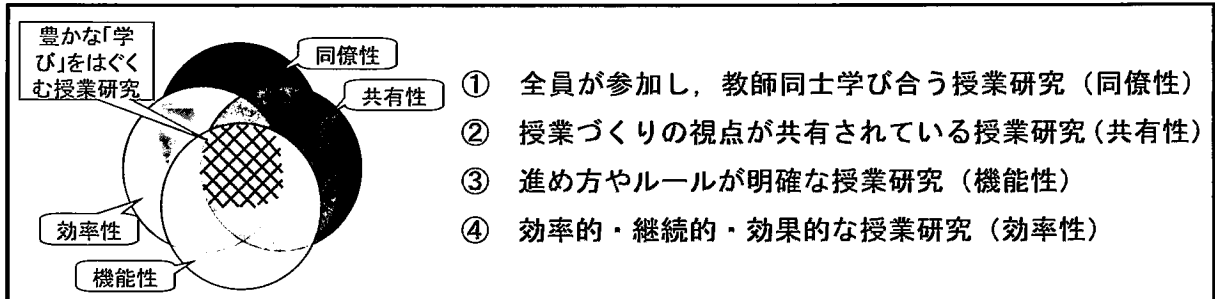 豊かな「学
び」をはぐく
む授業研究
同僚性
共有性
効率性
機能性
① 全員が参加し，教師同士学び合う授業研究（同僚性）
② 授業づくりの視点が共有されている授業研究（共有性）
③ 進め方やルールが明確な授業研究（機能性）
④ 効率的・継続的・効果的な授業研究（効率性）